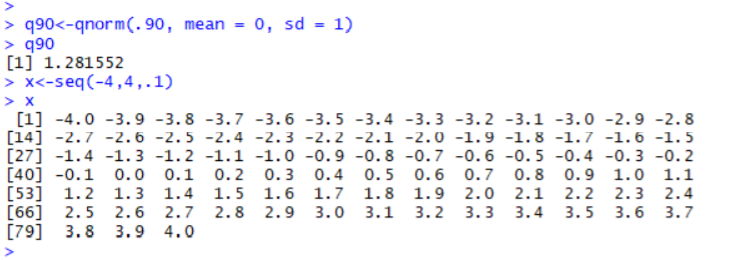 >
> q90<-qnorm(.90, mean = 0, sd = 1)
> q90
[1] 1.281552
> x<-seq(-4,4,.1)
> x
 [1] -4.0 -3.9 -3.8 -3.7 -3.6 -3.5 -3.4 -3.3 -3.2 -3.1 -3.0 -2.9 -2.8
[14] -2.7 -2.6 -2.5 -2.4 -2.3 -2.2 -2.1 -2.0 -1.9 -1.8 -1.7 -1.6 -1.5
[27] -1.4 -1.3 -1.2 -1.1 -1.0 -0.9 -0.8 -0.7 -0.6 -0.5 -0.4 -0.3 -0.2
[40] -0.1  0.0  0.1  0.2  0.3  0.4  0.5  0.6  0.7  0.8  0.9  1.0  1.1
[53]  1.2  1.3  1.4  1.5  1.6  1.7  1.8  1.9  2.0  2.1  2.2  2.3  2.4
[66]  2.5  2.6  2.7  2.8  2.9  3.0  3.1  3.2  3.3  3.4  3.5  3.6  3.7
[79]  3.8  3.9  4.0
>